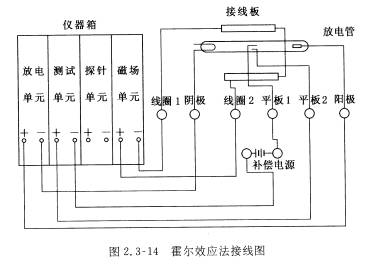 仪器箱
接线板
放电管
放电单元
测试单元
探针单元
磁场单元
+ − + − + − + −
线圈1 阴极 线圈2 平板1 平板2 阳极
补偿电源
图 2.3-14 霍尔效应法接线图